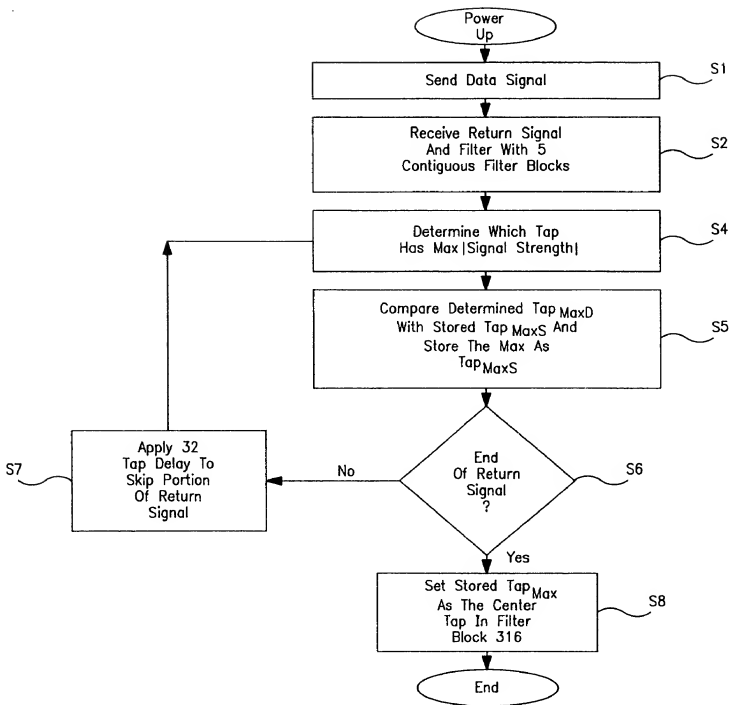 Power
Up
Send Data Signal
S1
Receive Return Signal
And Filter With 5
Contiguous Filter Blocks
S2
Determine Which Tap
Has Max|Signal Strength|
S4
Compare Determined Tap MaxD
With Stored Tap MaxS And
Store The Max As
Tap MaxS
S5
End
Of Return
Signal
?
S6
No
Apply 32
Tap Delay To
Skip Portion
Of Return
Signal
S7
Yes
Set Stored Tap Max
As The Center
Tap In Filter
Block 316
S8
End